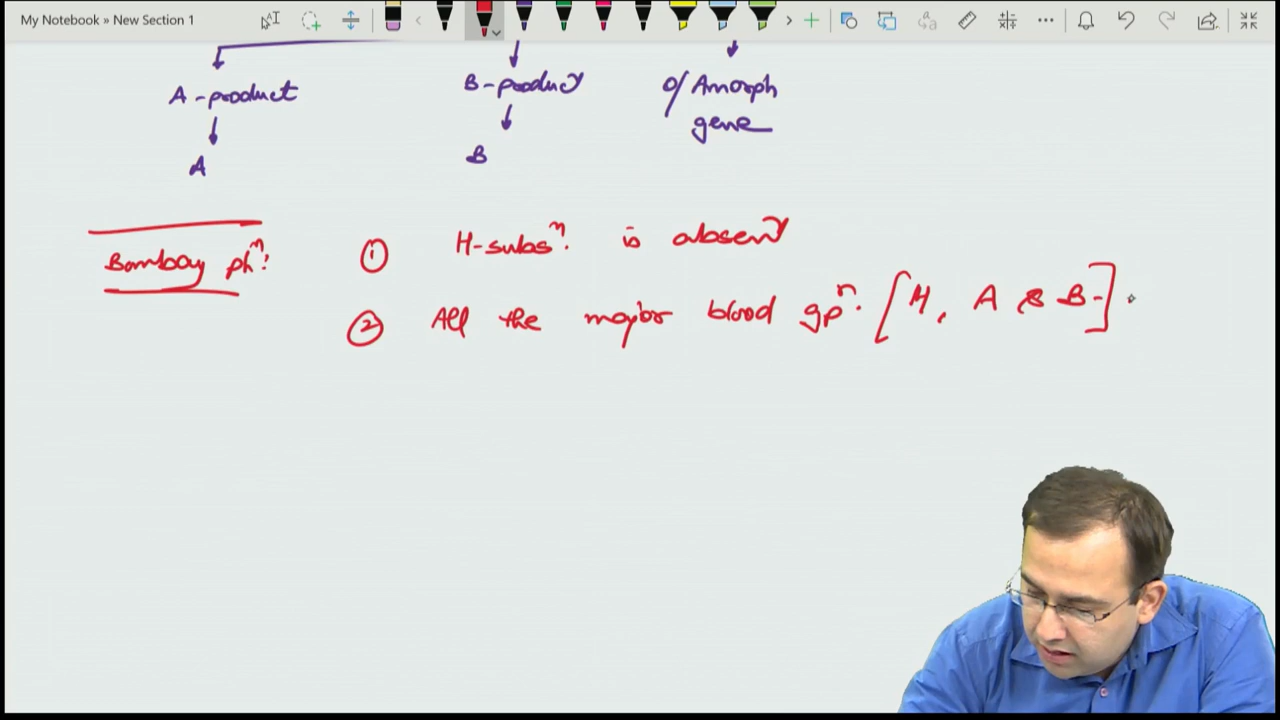 My Notebook » New Section 1
A-product
B-product
o/Amorph
gene
A
B
Bombay phⁿ:
① H-subsⁿ. is absent
② All the major blood gpⁿ. [H, A & B-]